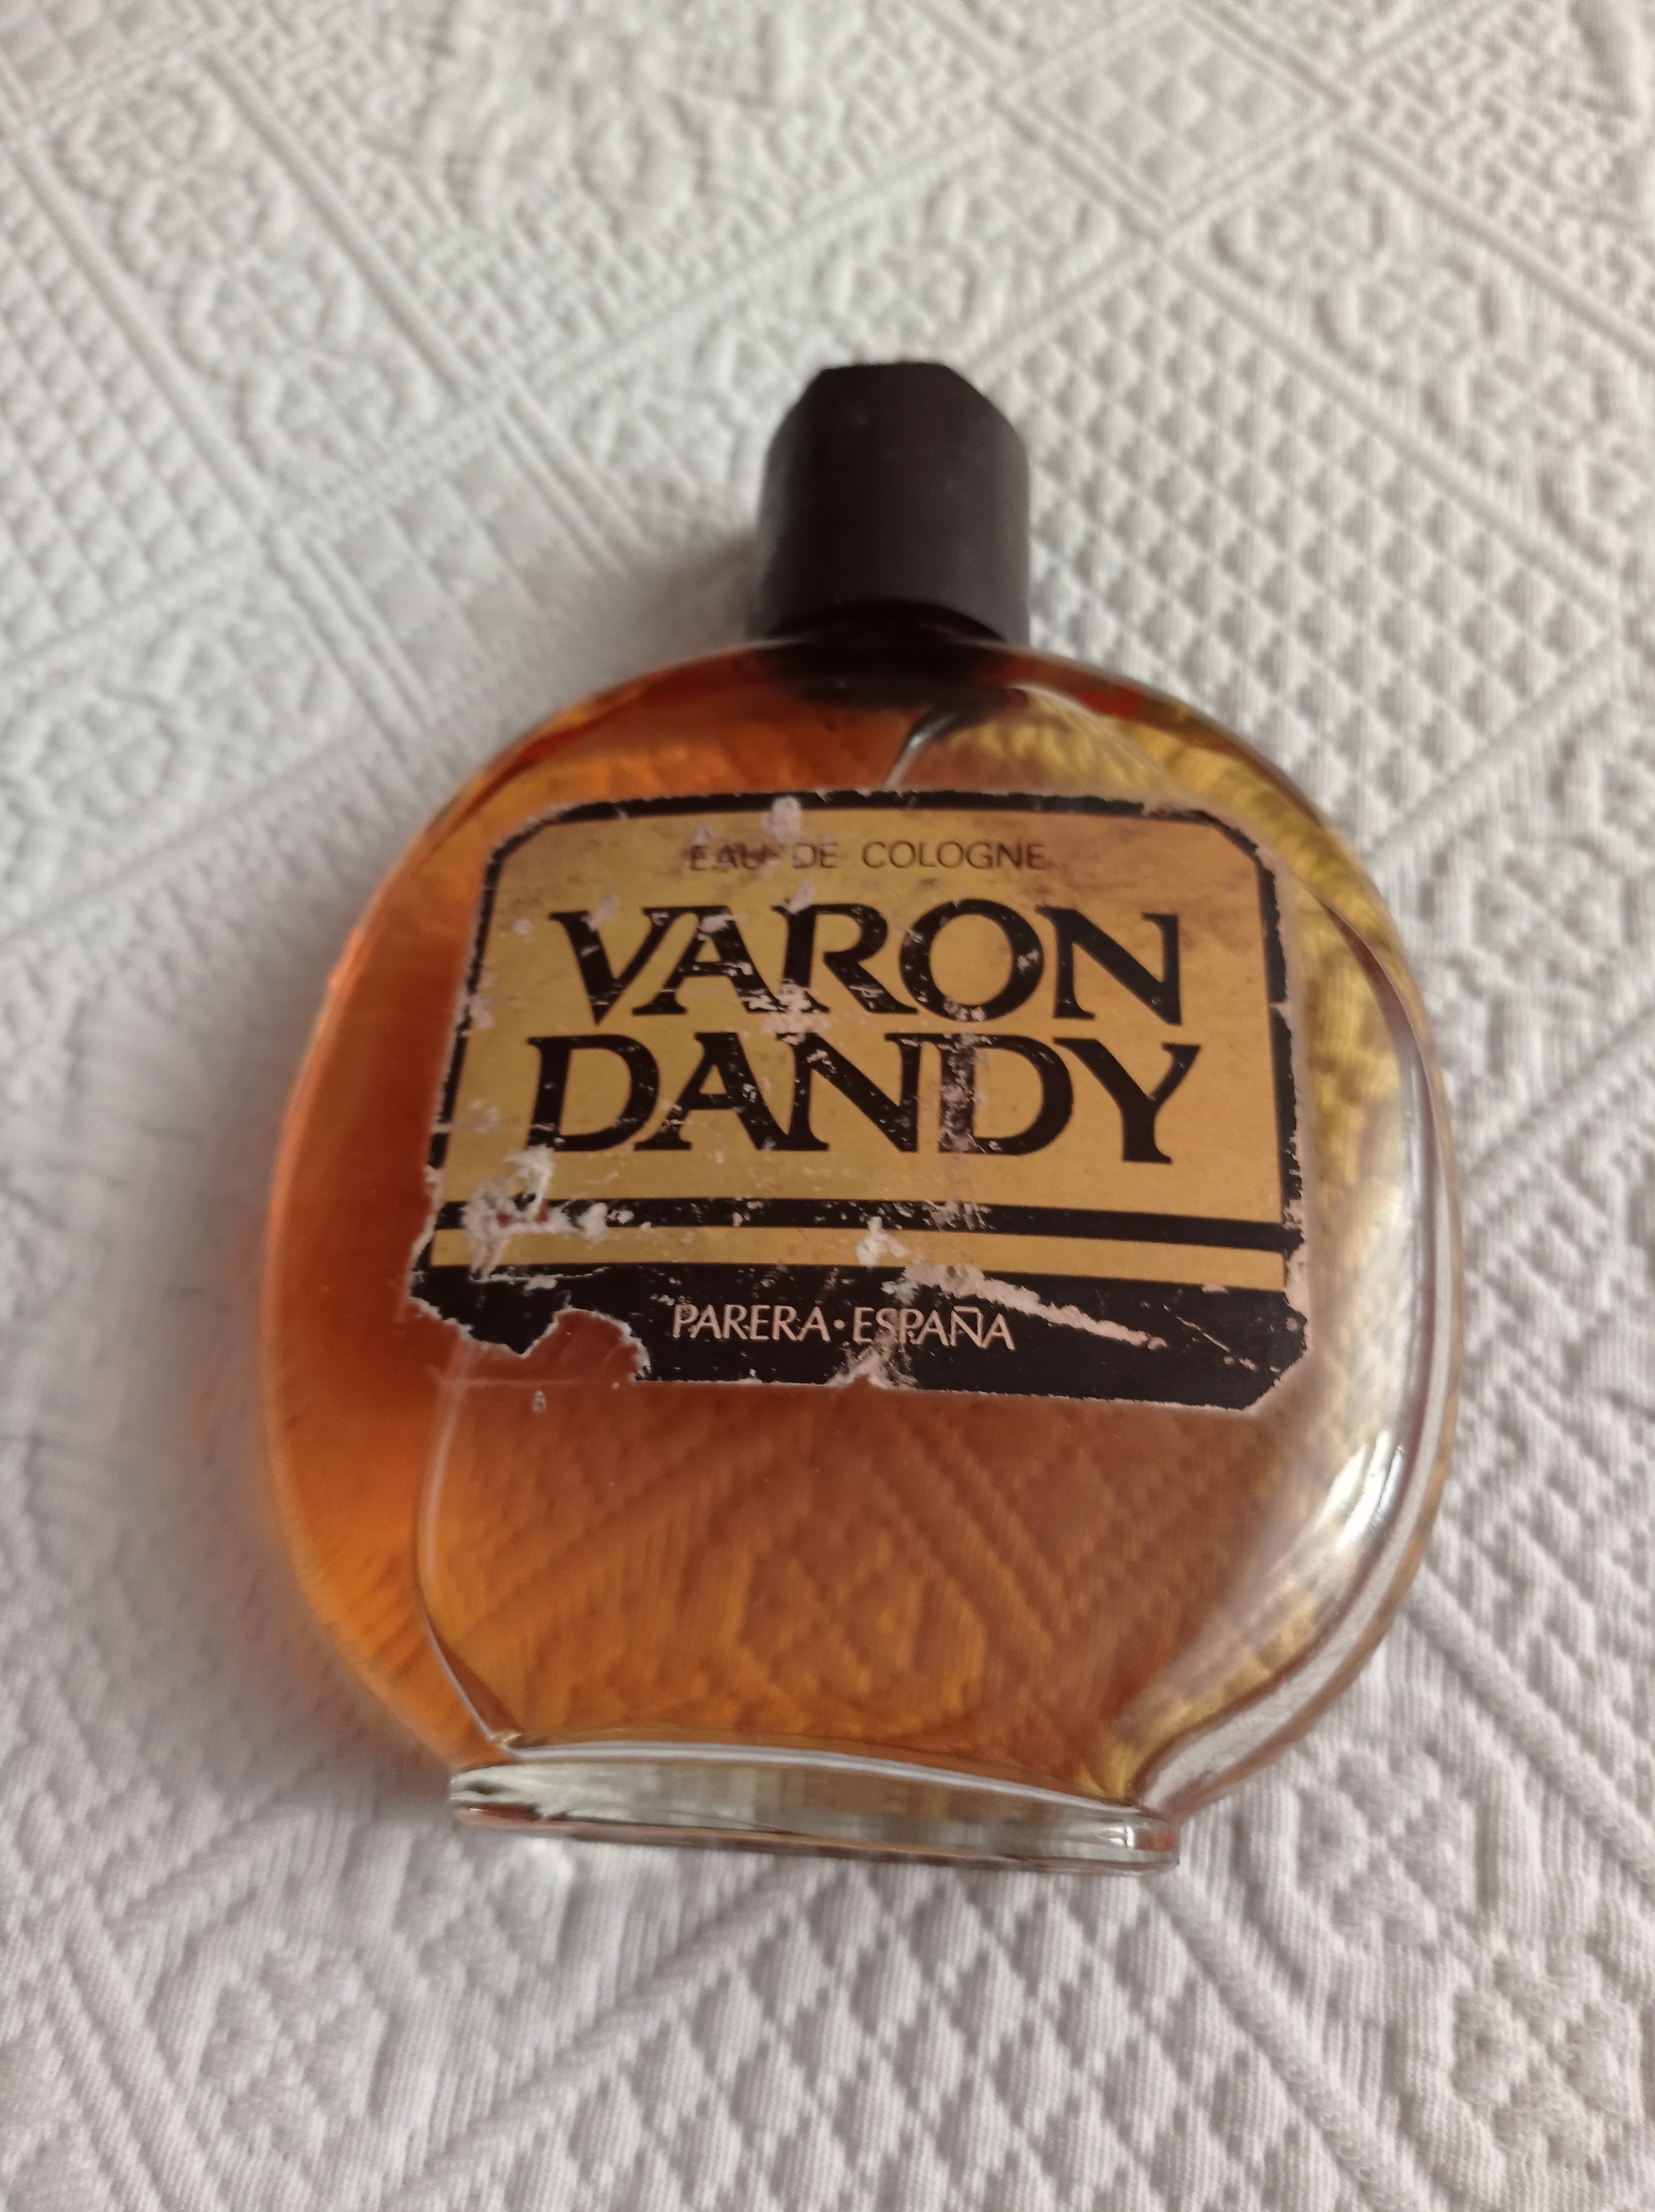 EAU DE COLOGNE
VARON
DANDY
PARERA·ESPAÑA